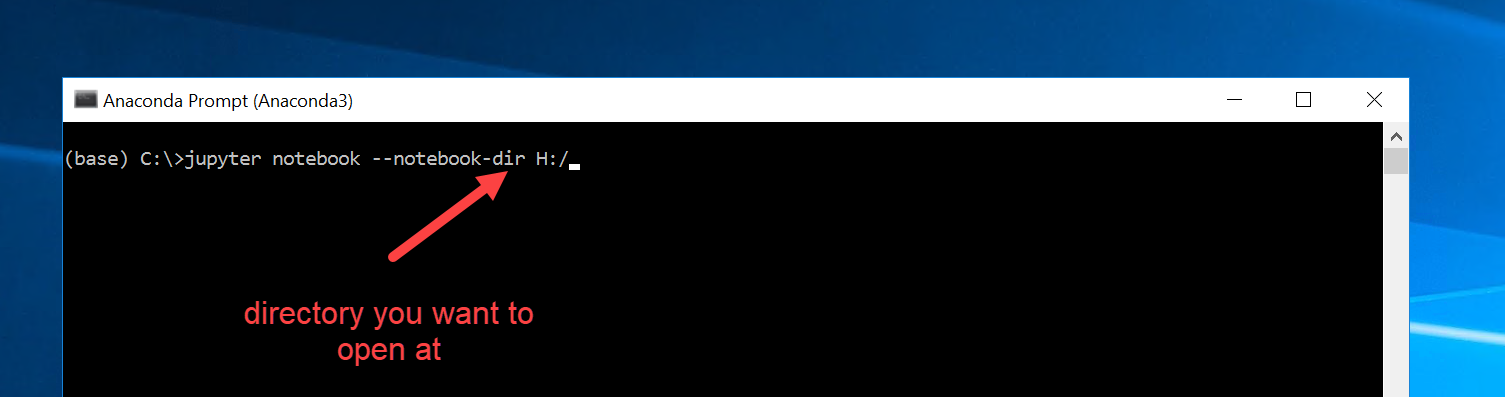 Anaconda Prompt (Anaconda3)
(base) C:\>jupyter notebook --notebook-dir H:/
directory you want to
open at